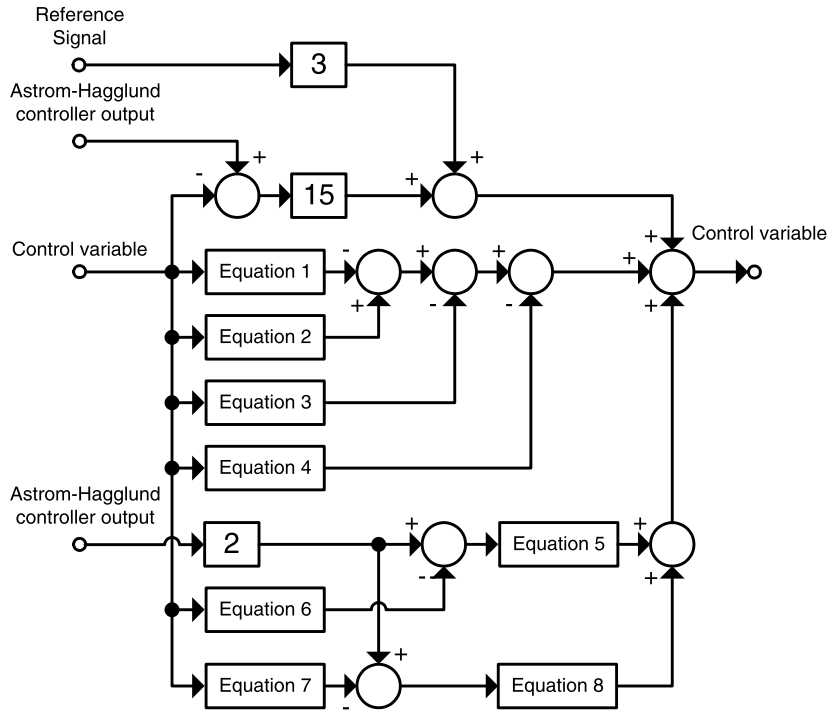 Reference
Signal
3
Astrom-Hagglund
controller output
+
-
15
+
+
Control variable
Equation 1
-
+
+
+
+
Control variable
+
-
-
+
Equation 2
Equation 3
Equation 4
Astrom-Hagglund
controller output
2
+
Equation 5
+
--
+
Equation 6
+
Equation 7
-
Equation 8